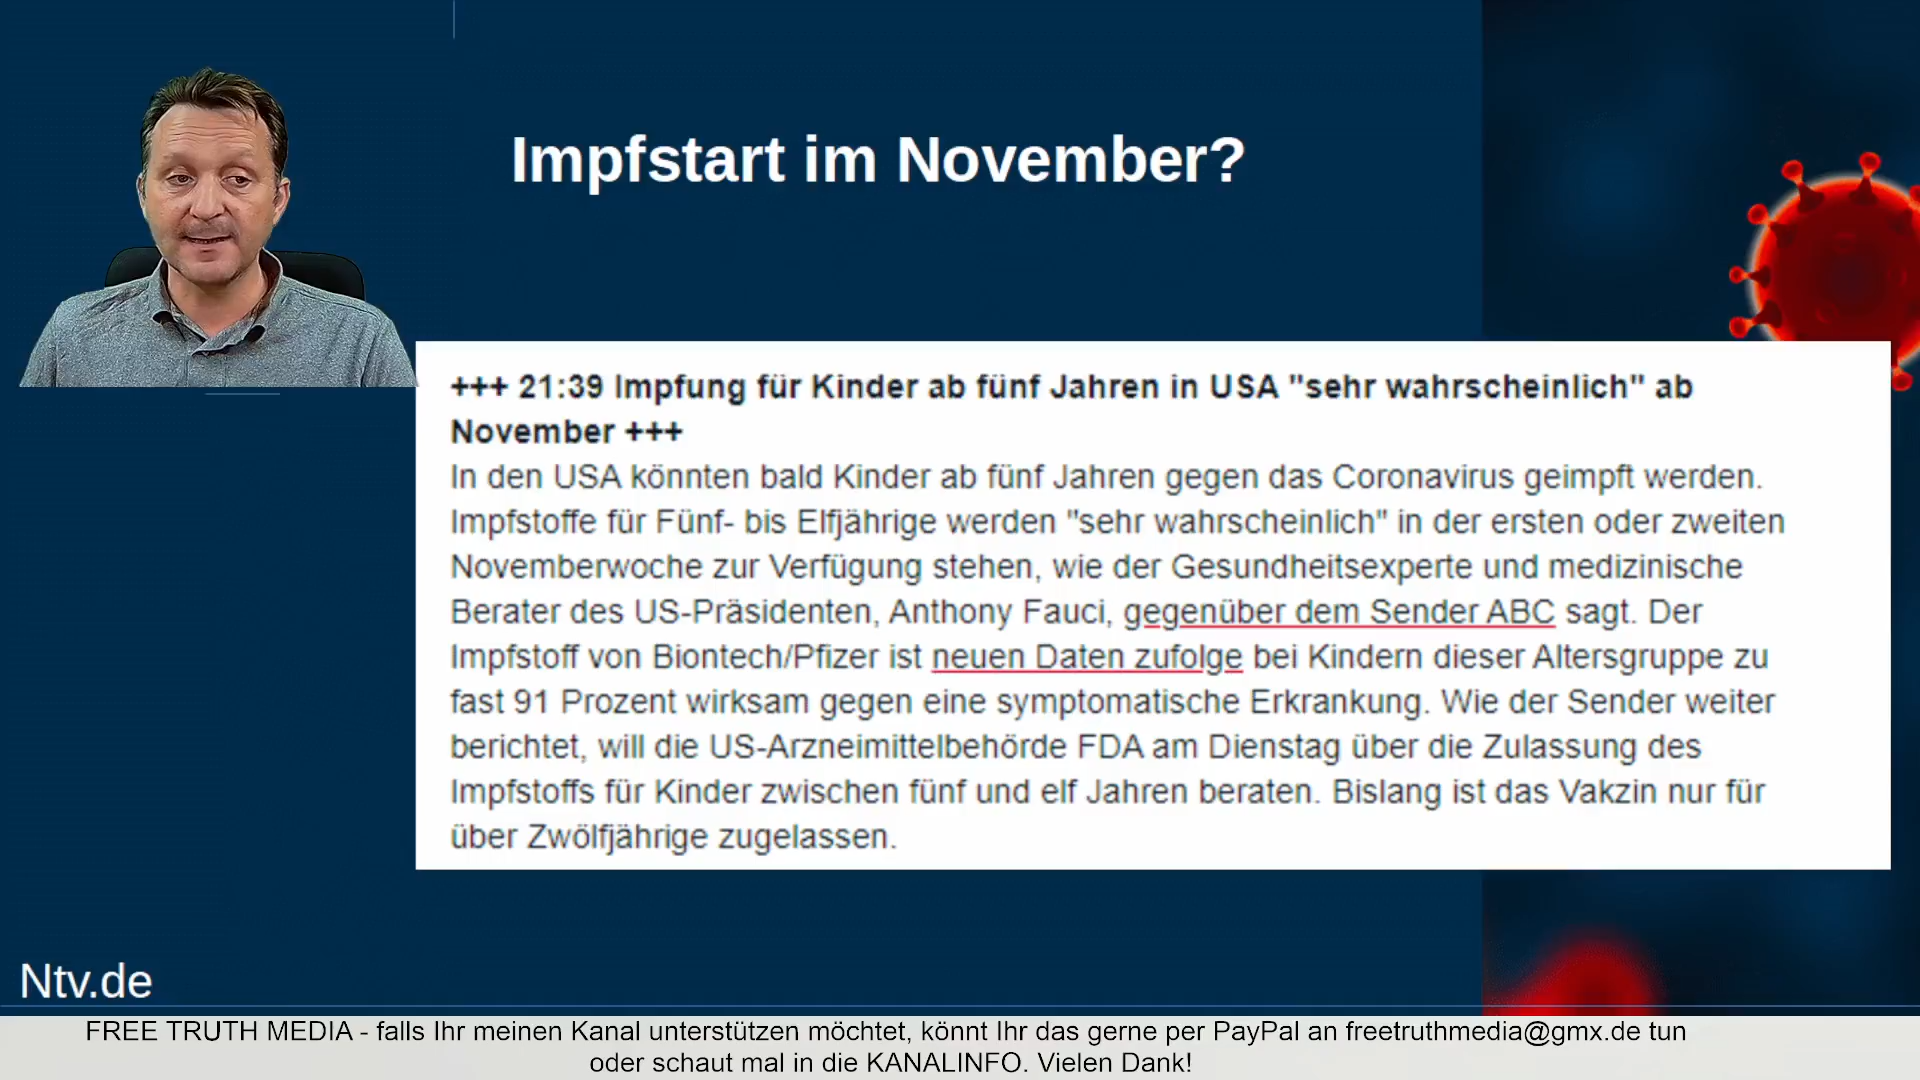 Impfstart im November?
+++ 21:39 Impfung für Kinder ab fünf Jahren in USA "sehr wahrscheinlich" ab
November +++
In den USA könnten bald Kinder ab fünf Jahren gegen das Coronavirus geimpft werden.
Impfstoffe für Fünf- bis Elfjährige werden "sehr wahrscheinlich" in der ersten oder zweiten
Novemberwoche zur Verfügung stehen, wie der Gesundheitsexperte und medizinische
Berater des US-Präsidenten, Anthony Fauci, gegenüber dem Sender ABC sagt. Der
Impfstoff von Biontech/Pfizer ist neuen Daten zufolge bei Kindern dieser Altersgruppe zu
fast 91 Prozent wirksam gegen eine symptomatische Erkrankung. Wie der Sender weiter
berichtet, will die US-Arzneimittelbehörde FDA am Dienstag über die Zulassung des
Impfstoffs für Kinder zwischen fünf und elf Jahren beraten. Bislang ist das Vakzin nur für
über Zwölfjährige zugelassen.
Ntv.de
FREE TRUTH MEDIA - falls Ihr meinen Kanal unterstützen möchtet, könnt Ihr das gerne per PayPal an freetruthmedia@gmx.de tun
oder schaut mal in die KANALINFO. Vielen Dank!